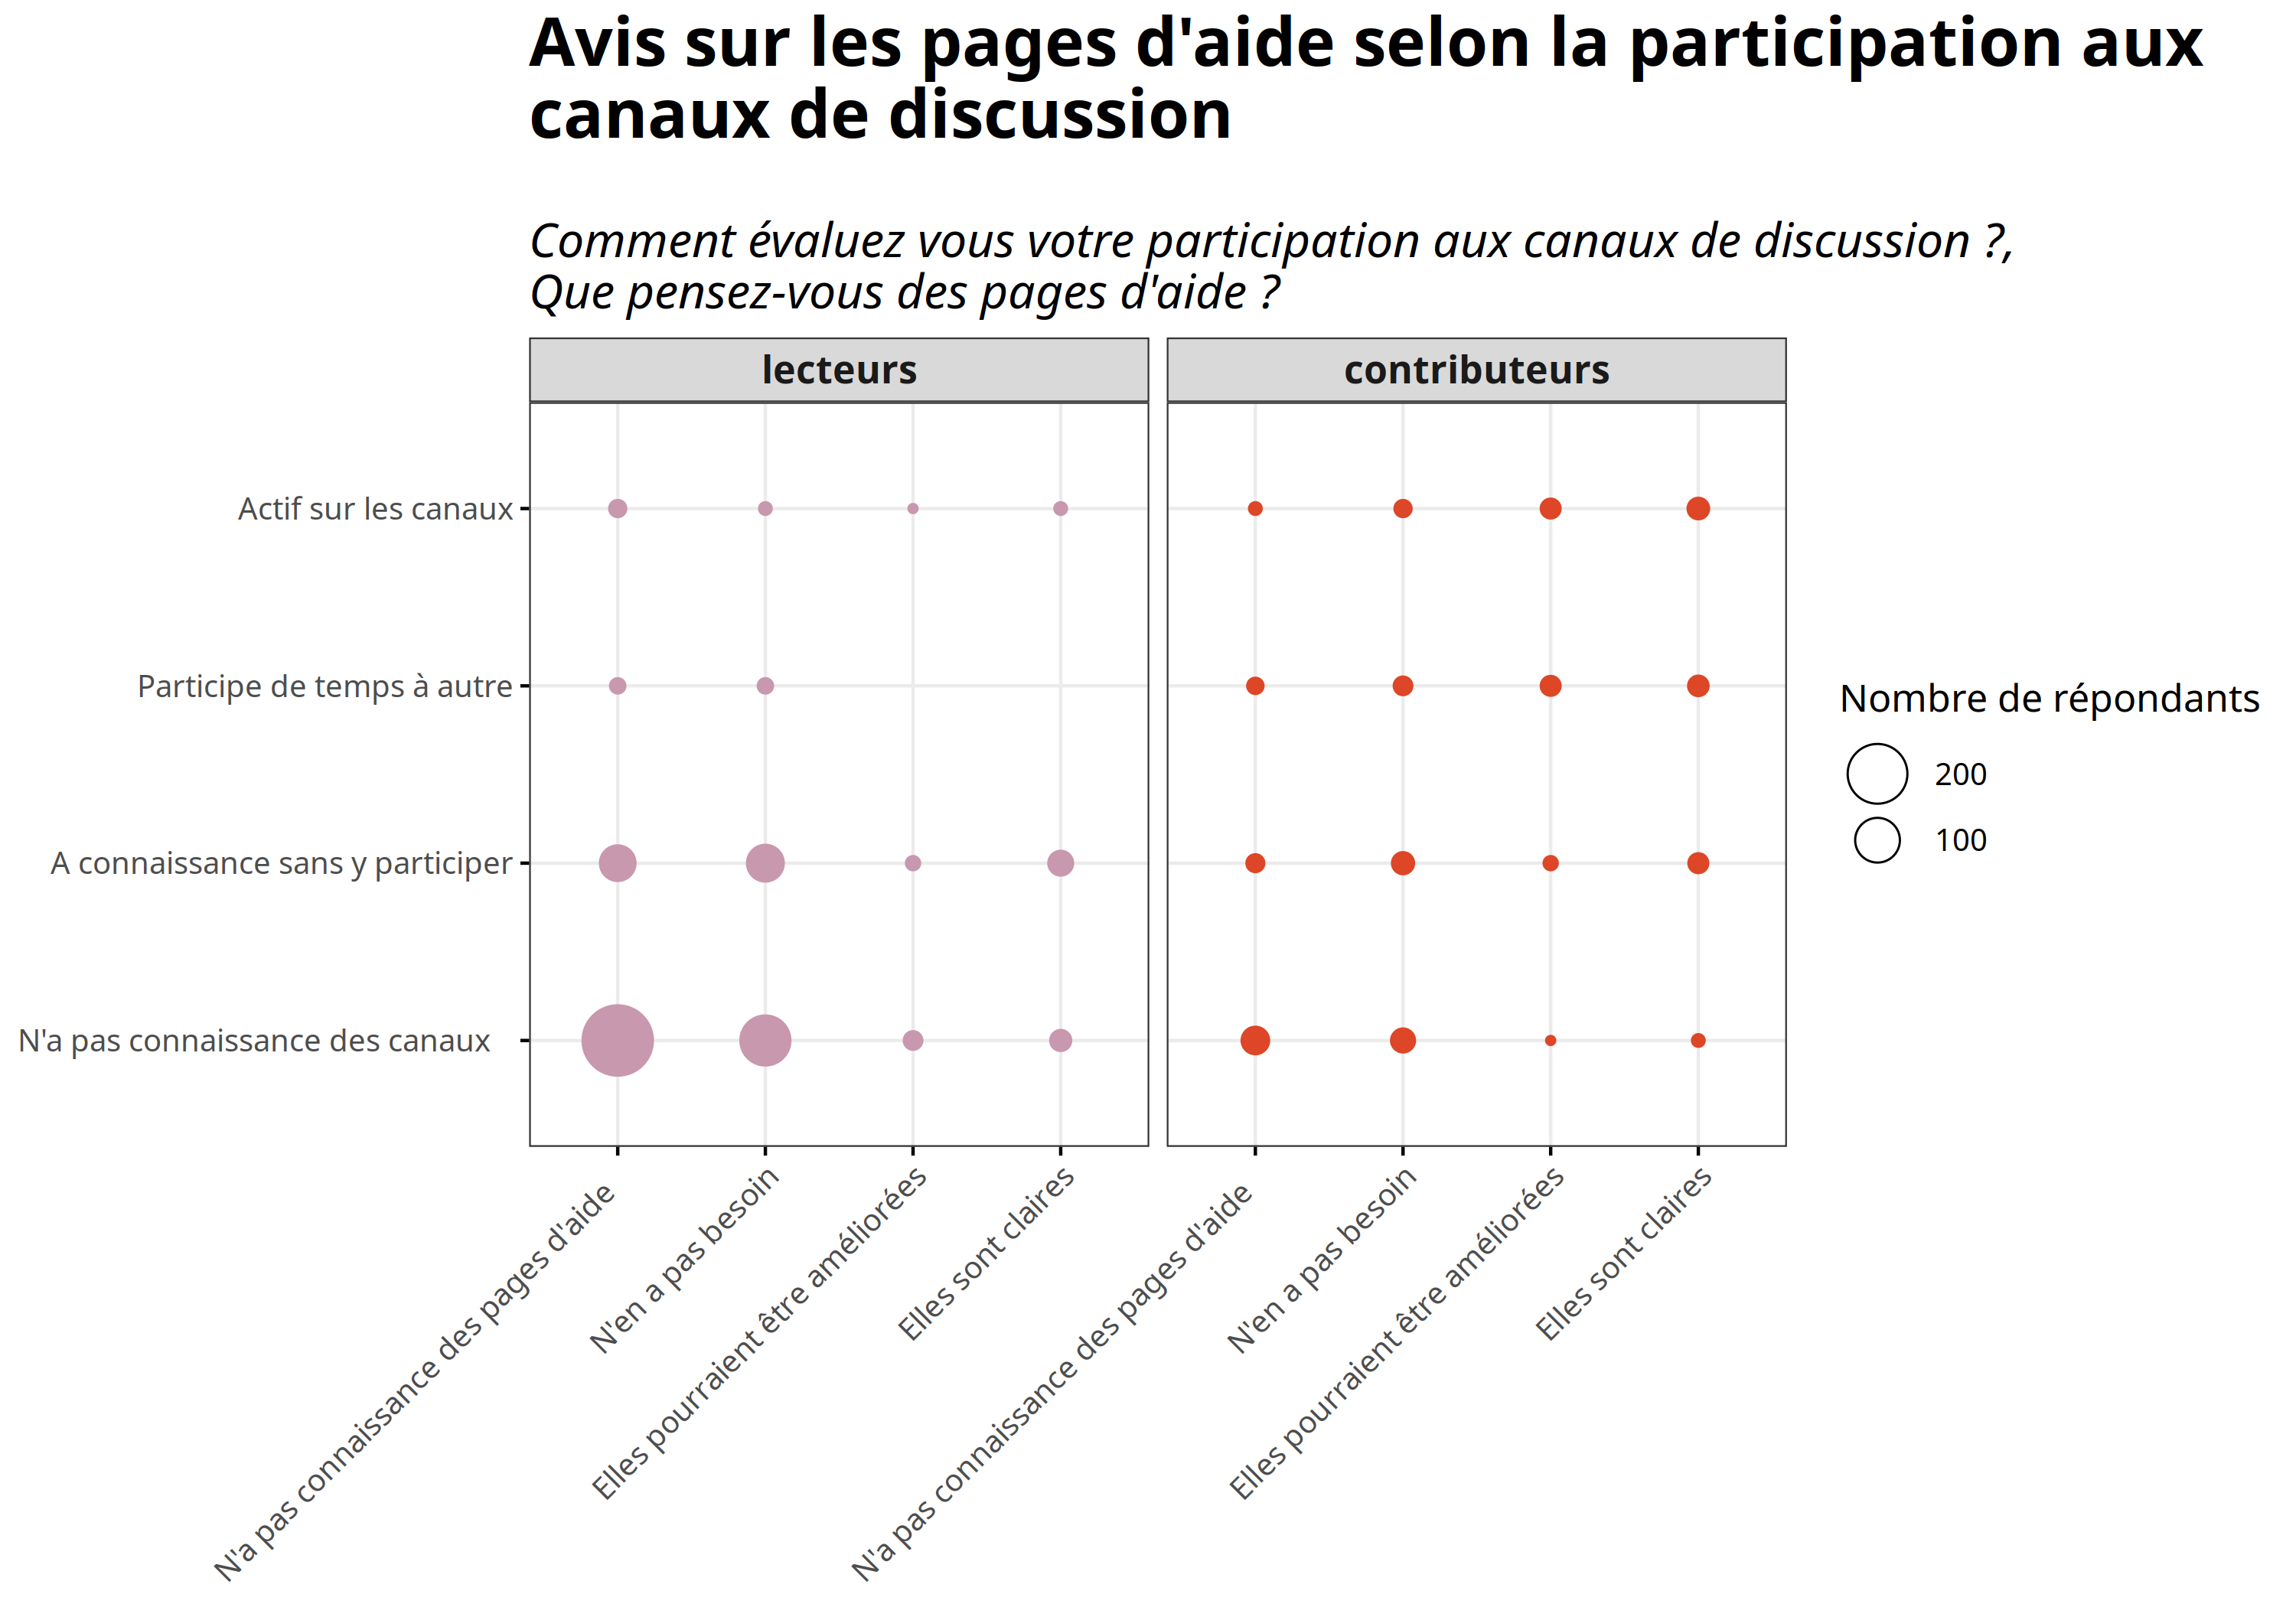 Avis sur les pages d'aide selon la participation aux
canaux de discussion
Comment évaluez vous votre participation aux canaux de discussion ?,
Que pensez-vous des pages d'aide ?
lecteurs
contributeurs
Actif sur les canaux
Participe de temps à autre
A connaissance sans y participer
N'a pas connaissance des canaux
N'a pas connaissance des pages d'aide
N'en a pas besoin
Elles pourraient être améliorées
Elles sont claires
N'a pas connaissance des pages d'aide
N'en a pas besoin
Elles pourraient être améliorées
Elles sont claires
Nombre de répondants
200
100